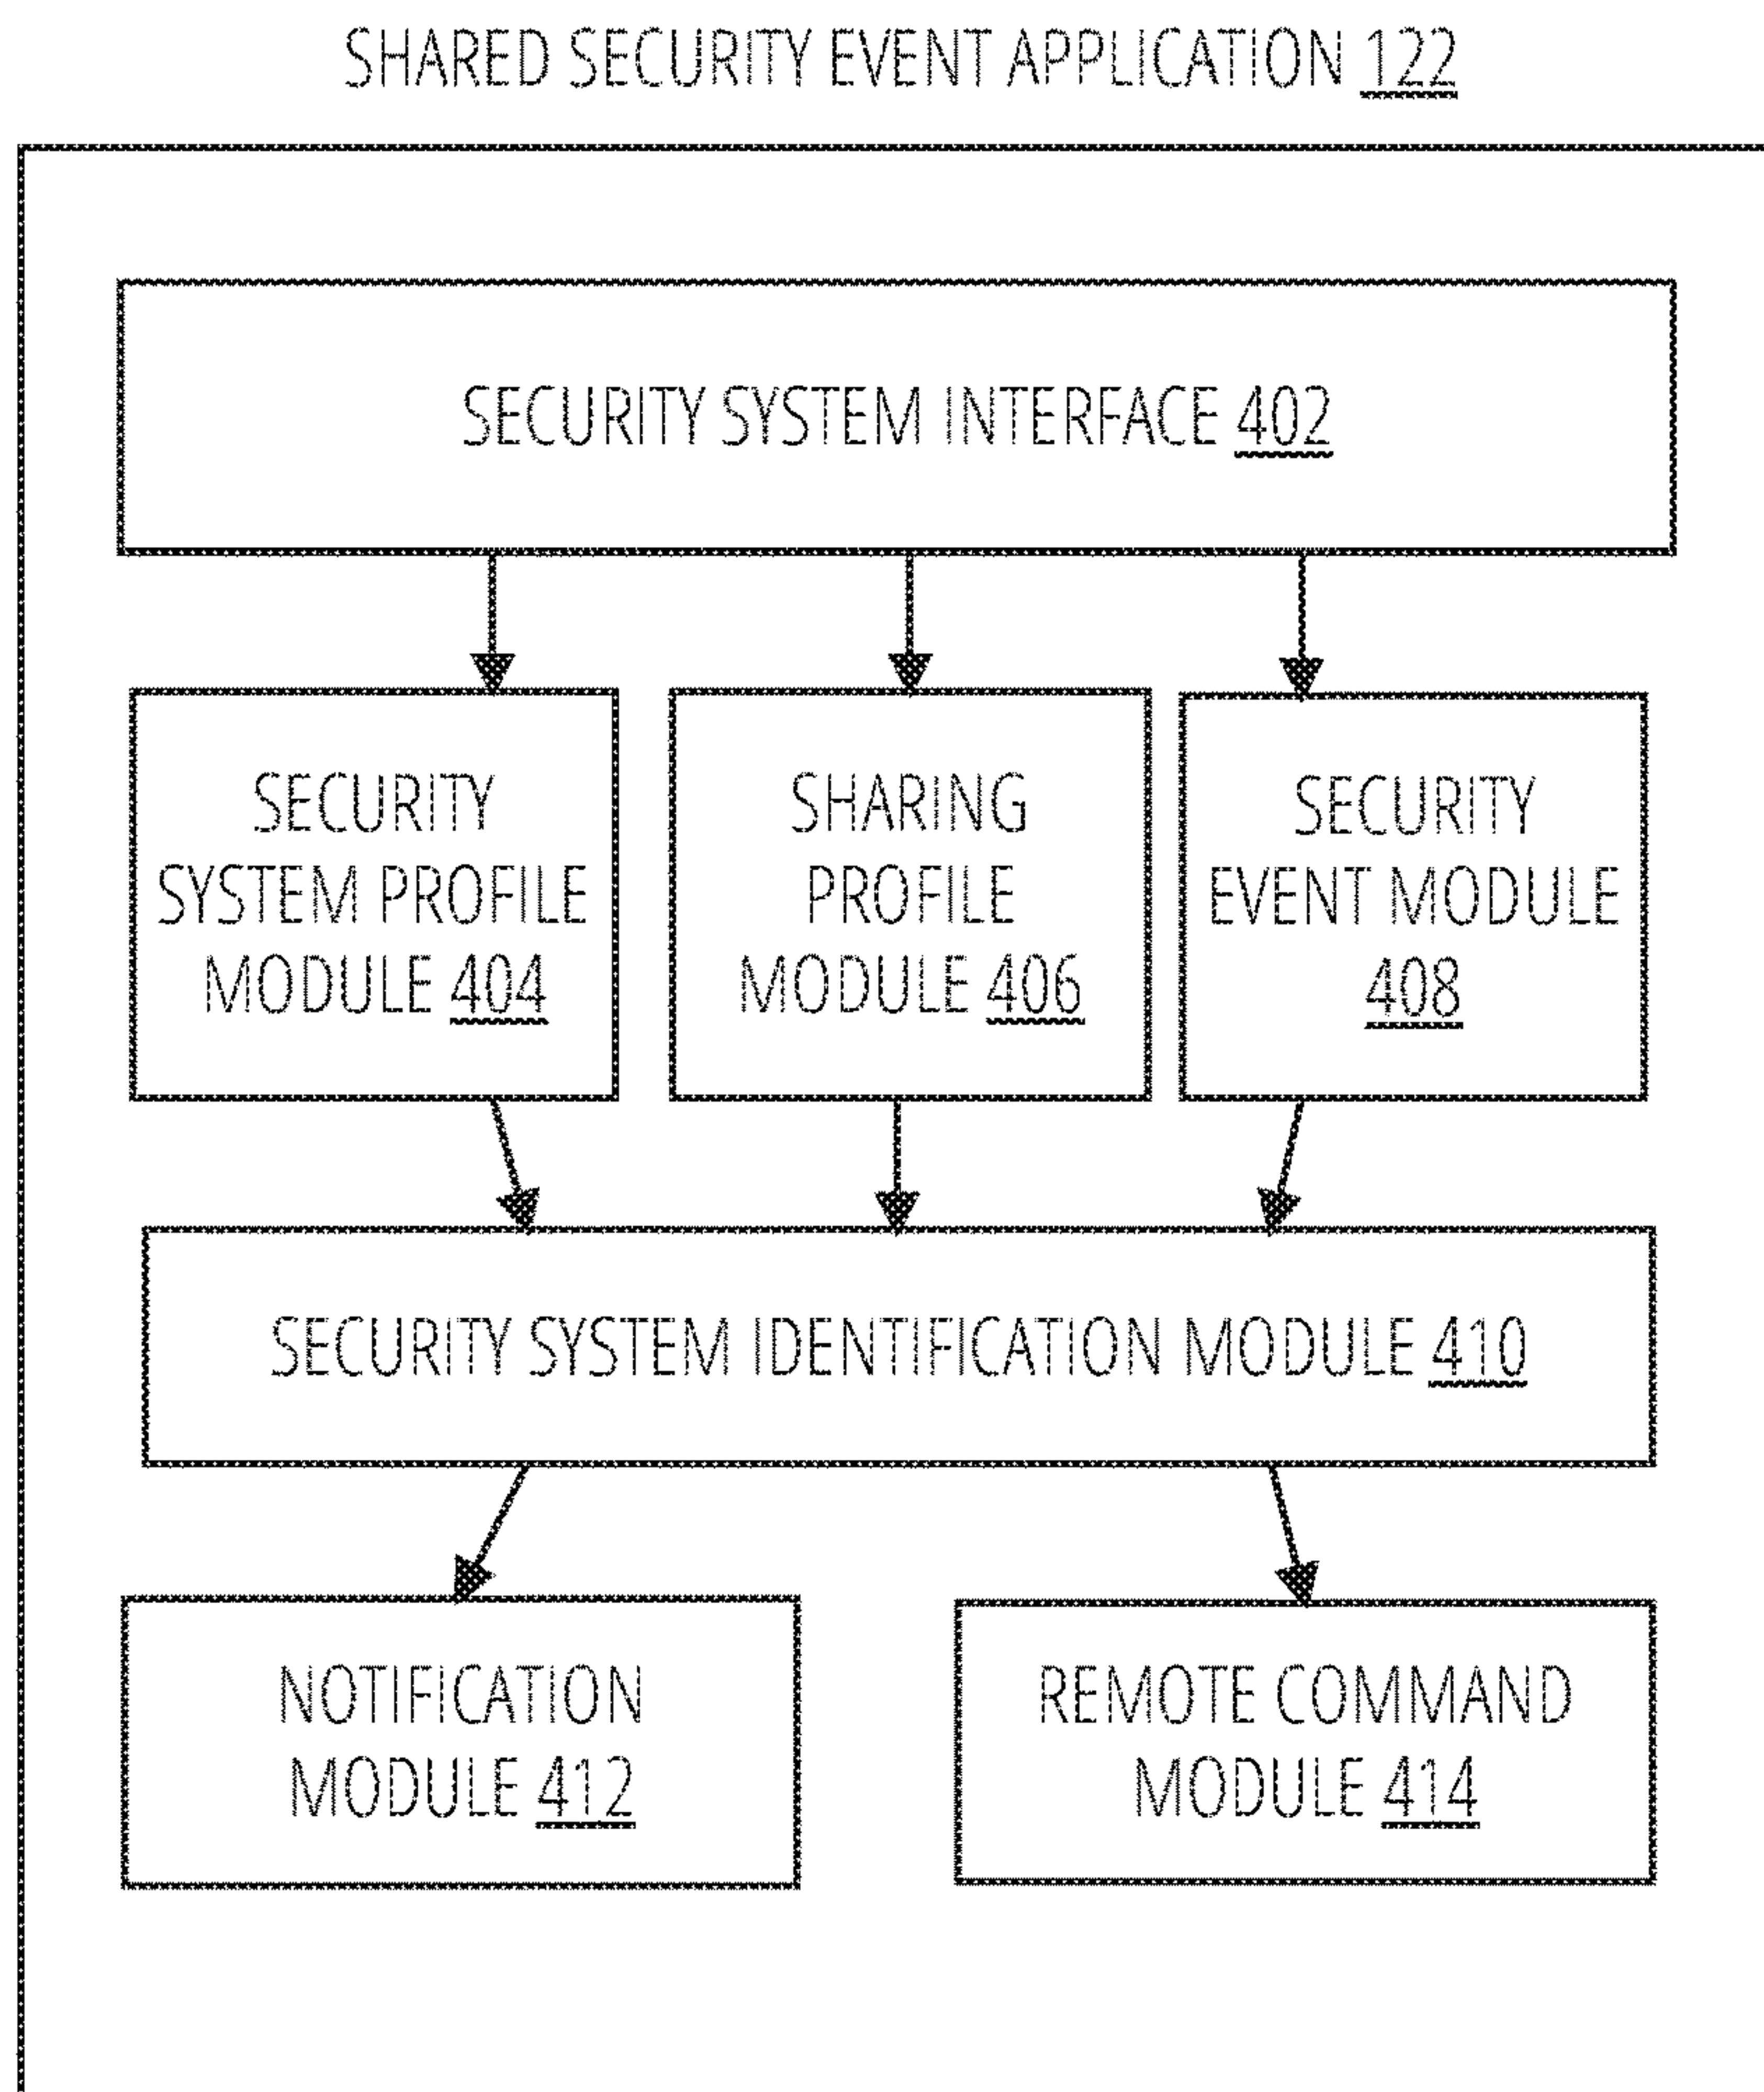 SHARED SECURITY EVENT APPLICATION 122
SECURITY SYSTEM INTERFACE 402
SECURITY
SYSTEM PROFILE
MODULE 404
SHARING
PROFILE
MODULE 406
SECURITY
EVENT MODULE
408
SECURITY SYSTEM IDENTIFICATION MODULE 410
NOTIFICATION
MODULE 412
REMOTE COMMAND
MODULE 414